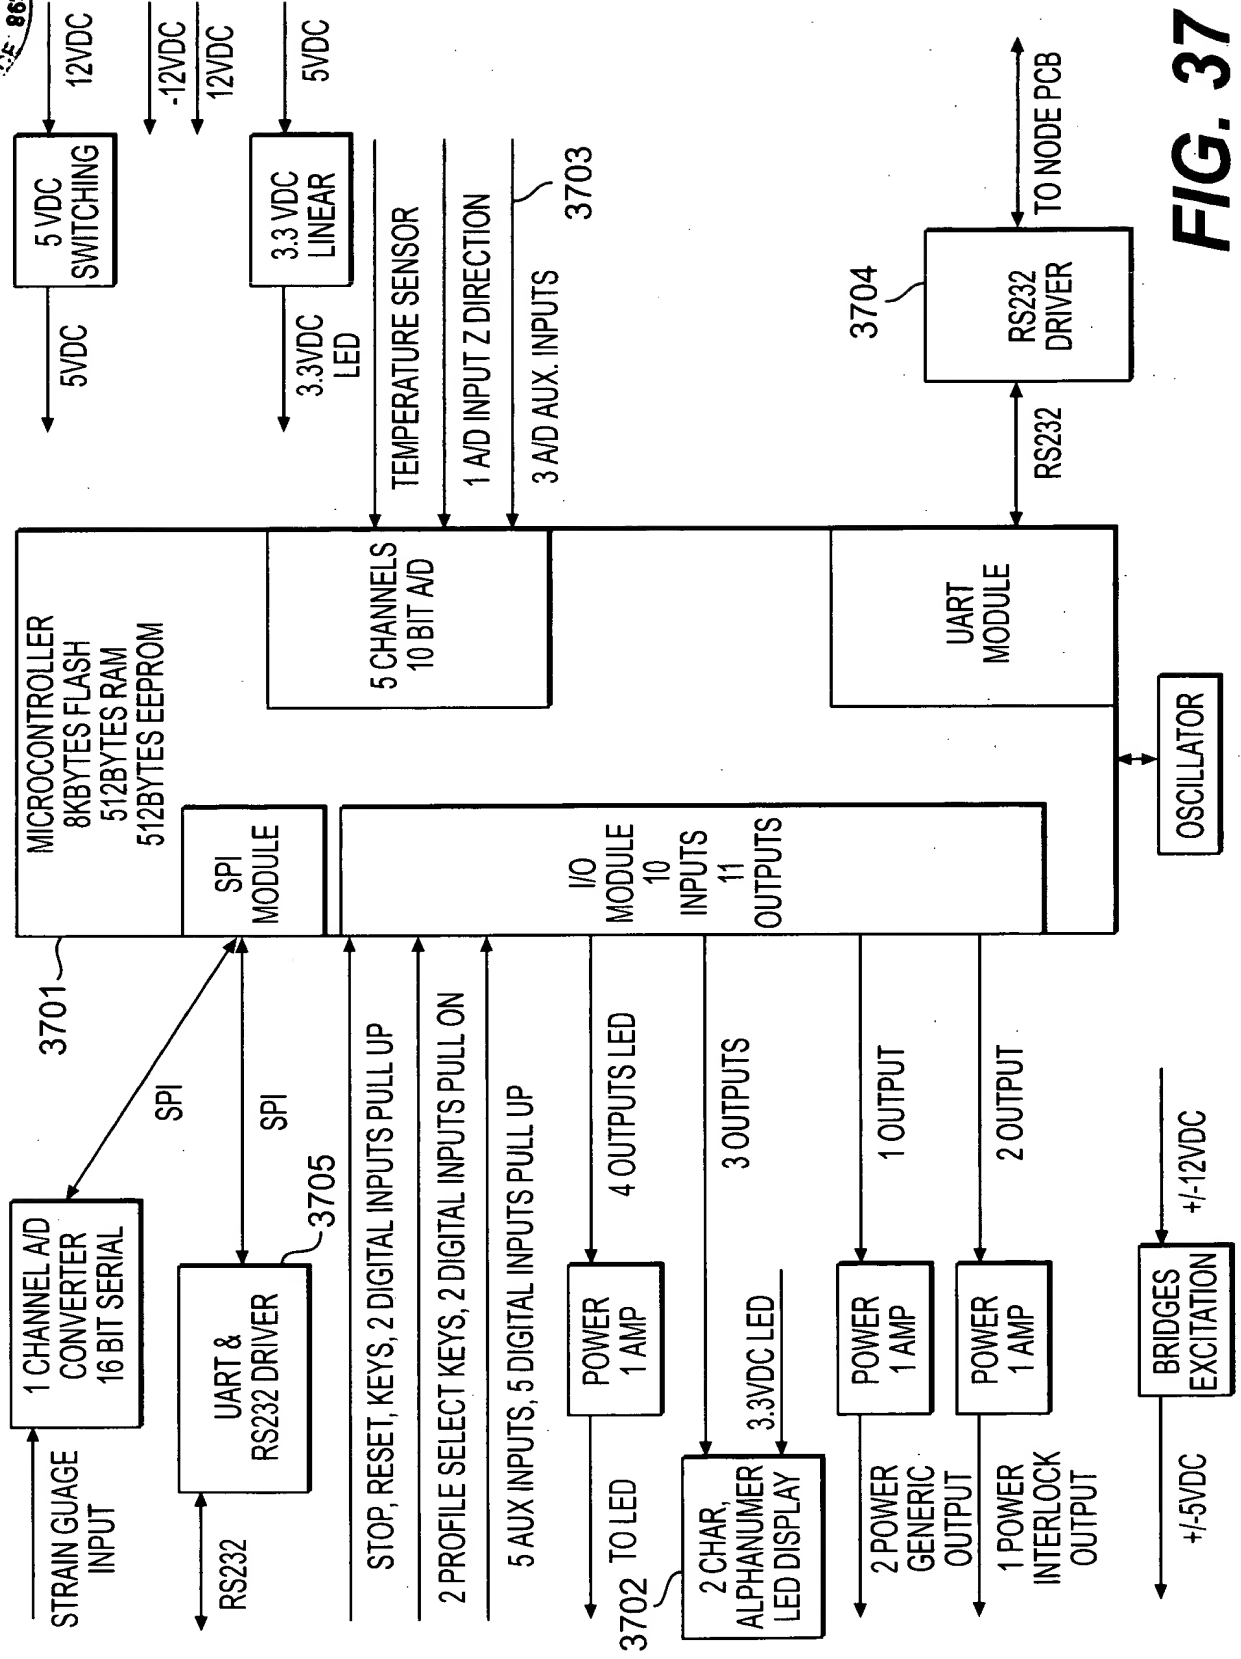 1 CHANNEL A/D
CONVERTER
16 BIT SERIAL
STRAIN GUAGE
INPUT
SPI
SPI
UART &
RS232 DRIVER
3705
RS232
STOP, RESET, KEYS, 2 DIGITAL INPUTS PULL UP
2 PROFILE SELECT KEYS, 2 DIGITAL INPUTS PULL ON
5 AUX INPUTS, 5 DIGITAL INPUTS PULL UP
4 OUTPUTS LED
POWER
1 AMP
TO LED
3 OUTPUTS
3702
2 CHAR,
ALPHANUMER
LED DISPLAY
3.3VDC LED
1 OUTPUT
POWER
1 AMP
2 POWER
GENERIC
OUTPUT
2 OUTPUT
POWER
1 AMP
1 POWER
INTERLOCK
OUTPUT
+/-12VDC
BRIDGES
EXCITATION
+/-5VDC
3701
MICROCONTROLLER
8KBYTES FLASH
512BYTES RAM
512BYTES EEPROM
SPI
MODULE
I/O
MODULE
10
INPUTS
11
OUTPUTS
5 CHANNELS
10 BIT A/D
UART
MODULE
OSCILLATOR
12VDC
5 VDC
SWITCHING
5VDC
-12VDC
12VDC
5VDC
3.3 VDC
LINEAR
3.3VDC
LED
TEMPERATURE SENSOR
1 A/D INPUT Z DIRECTION
3 A/D AUX. INPUTS
3703
RS232
3704
RS232
DRIVER
TO NODE PCB
FIG. 37